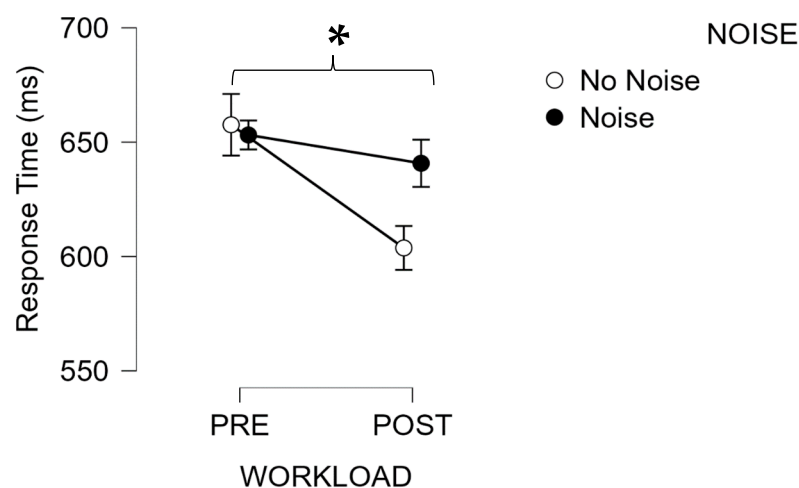 700
650
600
550
Response Time (ms)
*
PRE
POST
WORKLOAD
NOISE
No Noise
Noise